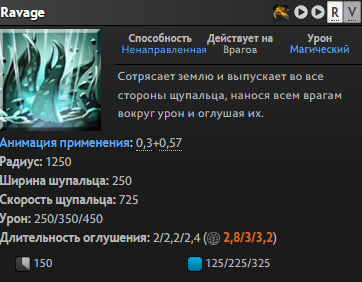 Ravage
R V
Способность Действует на Урон
Ненаправленная Врагов Магический
Сотрясает землю и выпускает во все
стороны щупальца, нанося всем врагам
вокруг урон и оглушая их.
Анимация применения: 0,3+0,57
Радиус: 1250
Ширина щупальца: 250
Скорость щупальца: 725
Урон: 250/350/450
Длительность оглушения: 2/2,2/2,4 (2,8/3/3,2)
150 125/225/325